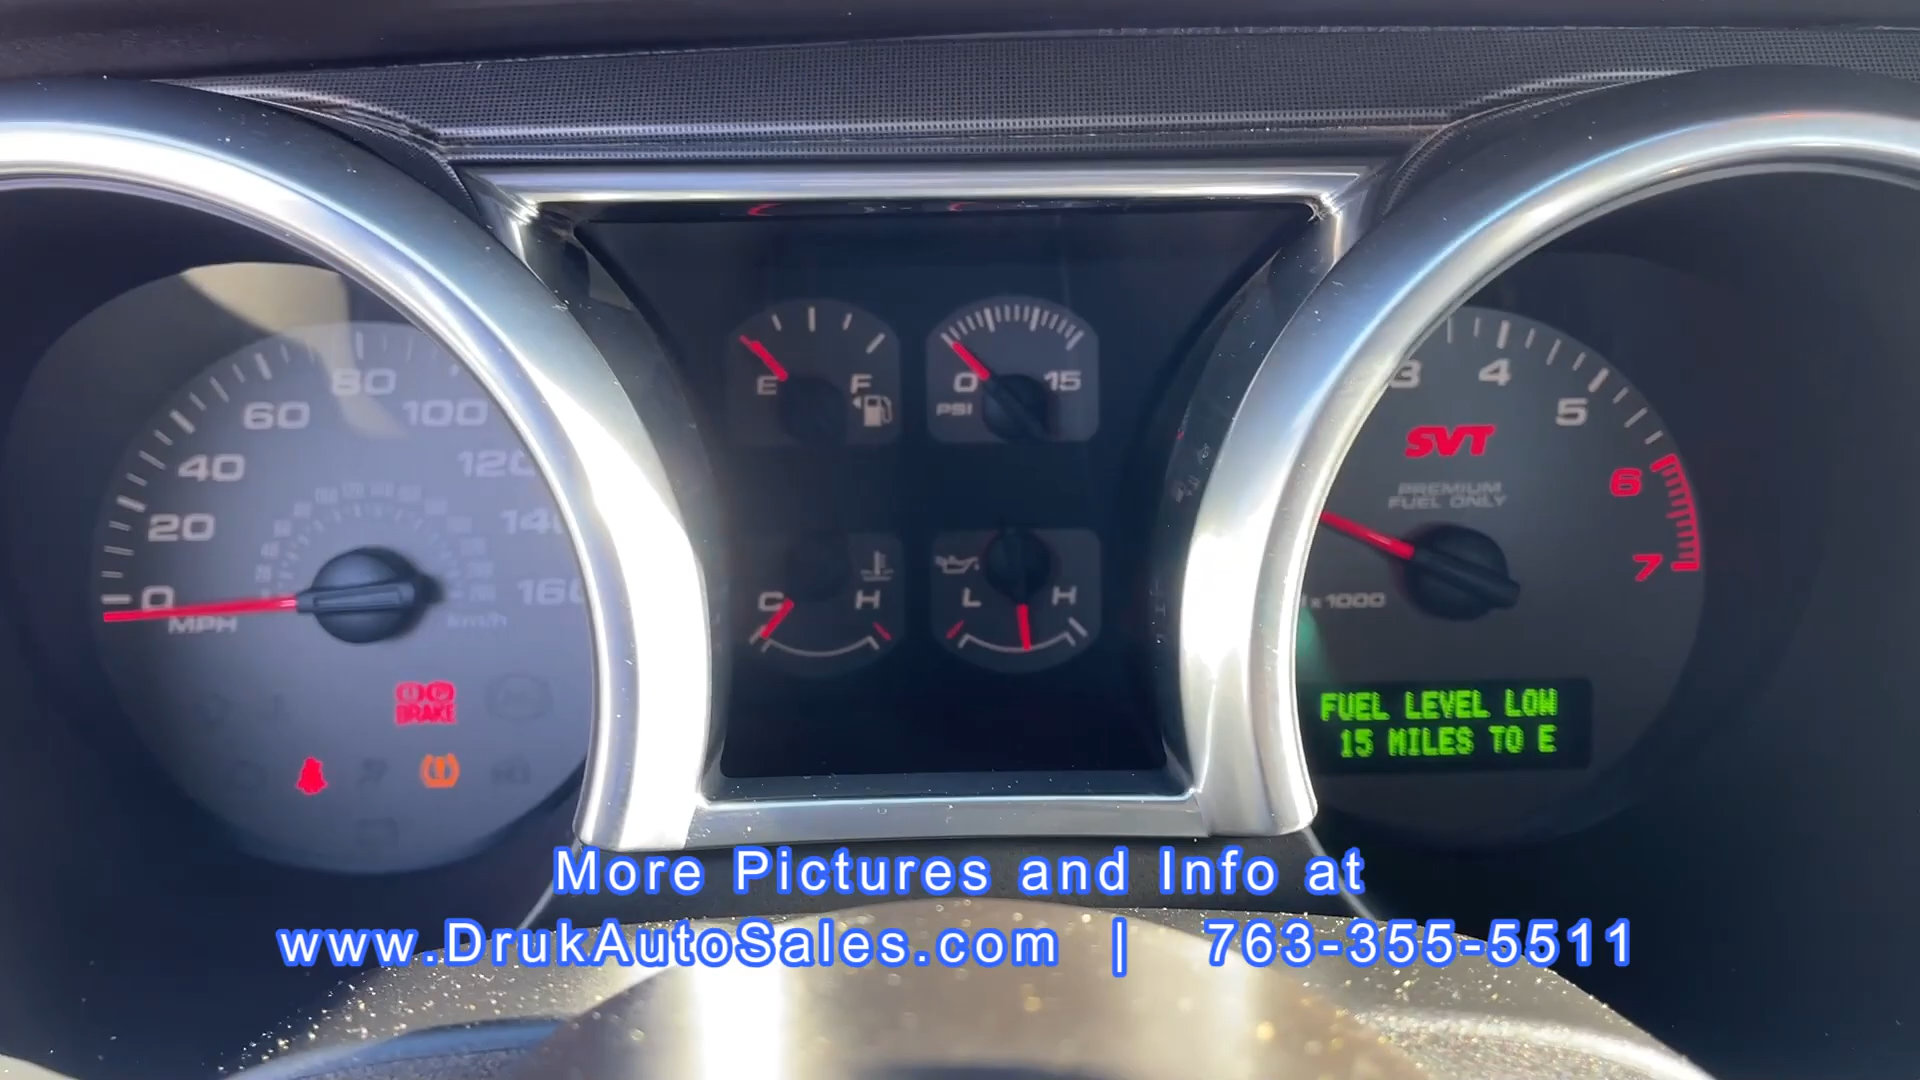 80
60
100
40
120
20
140
0
160
MPH
km/h
BRAKE
E
F
0
15
PSI
C
H
L
H
3
4
5
SVT
6
PREMIUM
FUEL ONLY
7
x 1000
FUEL LEVEL LOW
15 MILES TO E
More Pictures and Info at
www.DrukAutoSales.com | 763-355-5511